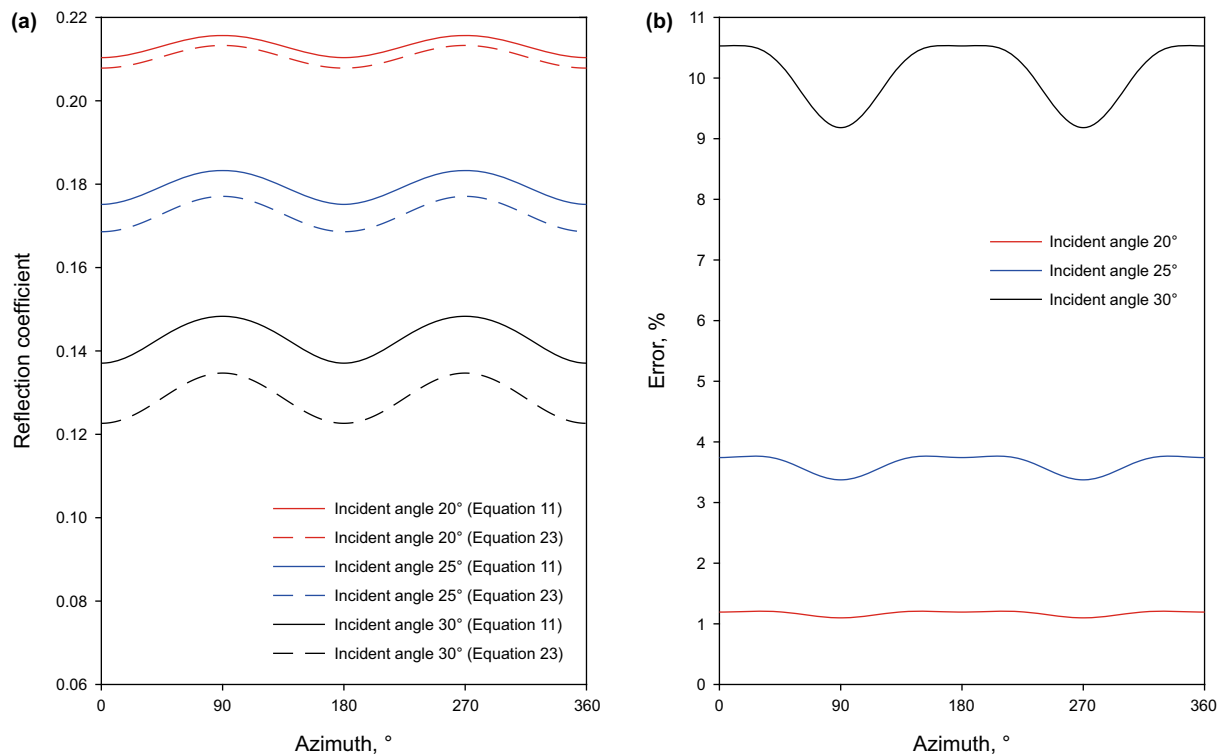 (a)
0.22
0.20
0.18
0.16
0.14
0.12
0.10
0.08
0.06
Reflection coefficient
0
90
180
270
360
Azimuth, °
Incident angle 20° (Equation 11)
Incident angle 20° (Equation 23)
Incident angle 25° (Equation 11)
Incident angle 25° (Equation 23)
Incident angle 30° (Equation 11)
Incident angle 30° (Equation 23)
(b)
11
10
9
8
7
6
5
4
3
2
1
0
Error, %
0
90
180
270
360
Azimuth, °
Incident angle 20°
Incident angle 25°
Incident angle 30°